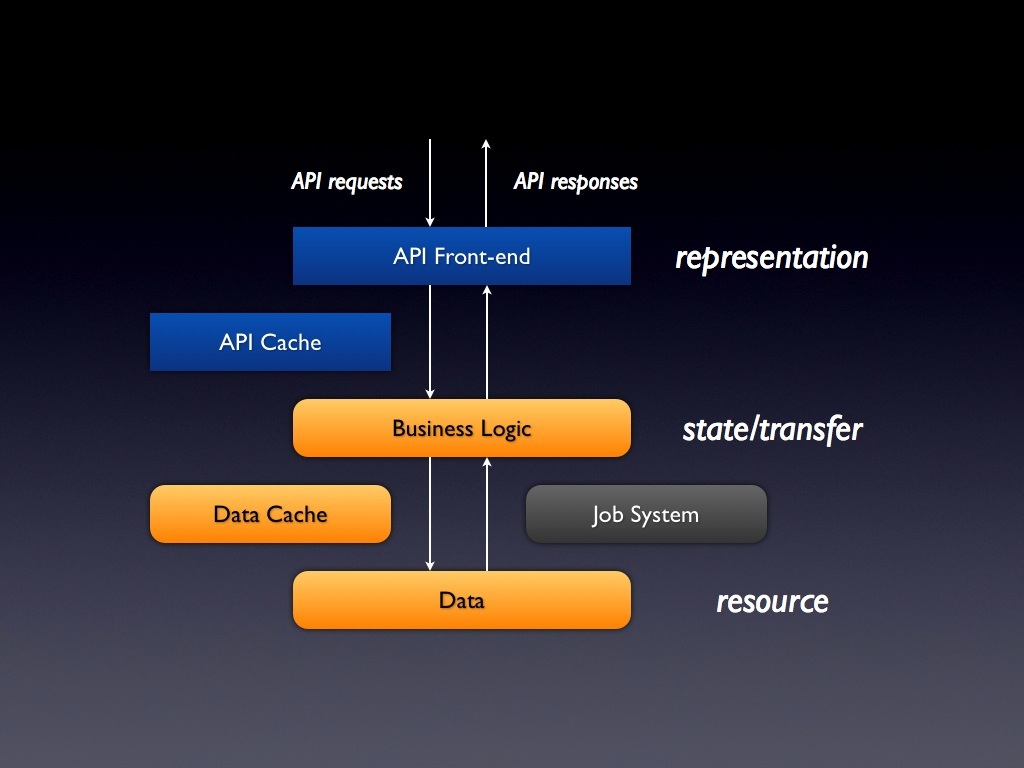 API requests
API responses
API Front-end
representation
API Cache
Business Logic
state/transfer
Data Cache
Job System
Data
resource